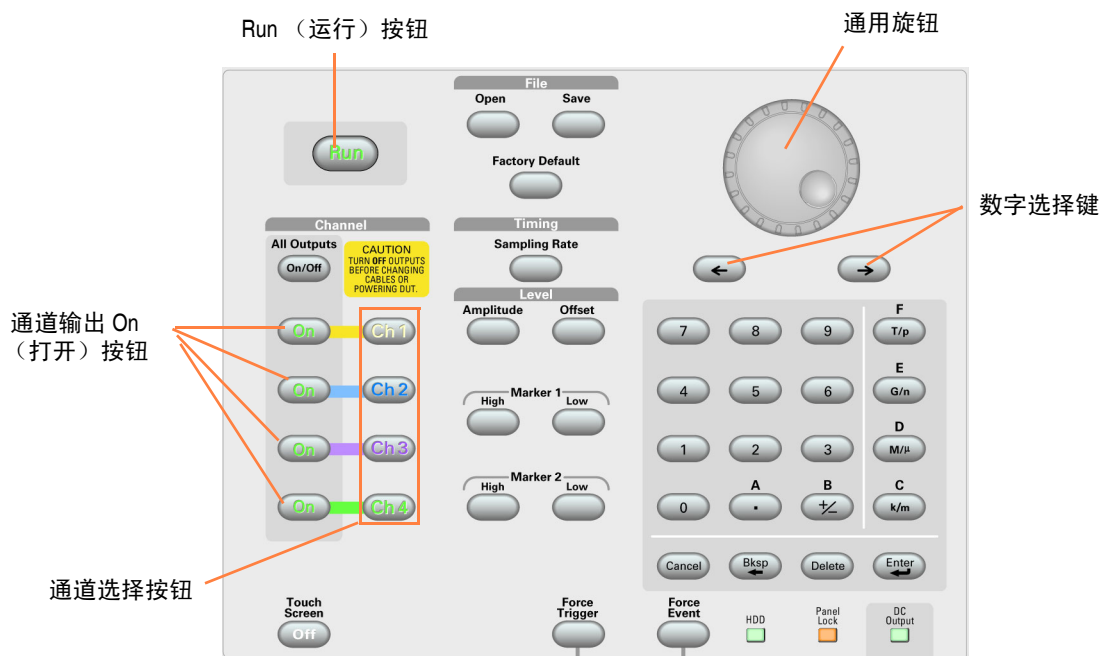 Run （运行）按钮
通用旋钮
File
Open Save
Run
Factory Default
数字选择键
Channel
Timing
All Outputs
On/Off
CAUTION
TURN OFF OUTPUTS
BEFORE CHANGING
CABLES OR
POWERING DUT.
Sampling Rate
← →
Level
Amplitude Offset
通道输出 On
（打开）按钮
On Ch 1
On Ch 2
On Ch 3
On Ch 4
Marker 1
High Low
Marker 2
High Low
F
7 8 9 T/p
E
4 5 6 G/n
D
1 2 3 M/μ
A B C
0 . +/− k/m
Cancel Bksp Delete Enter
通道选择按钮
Touch
Screen
Off
Force
Trigger
Force
Event
HDD
Panel
Lock
DC
Output